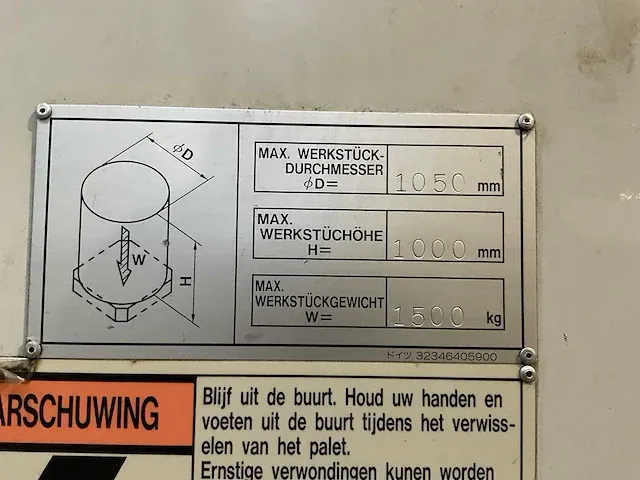 φD
W
H
MAX. WERKSTÜCK-
DURCHMESSER
φD= 1050 mm
MAX.
WERKSTÜCHÖHE
H= 1000 mm
MAX.
WERKSTÜCKGEWICHT
W= 1500 kg
ドイツ 32346405900
ARSCHUWING
Blijf uit de buurt. Houd uw handen en
voeten uit de buurt tijdens het verwiss-
elen van het palet.
Ernstige verwondingen kunen worden